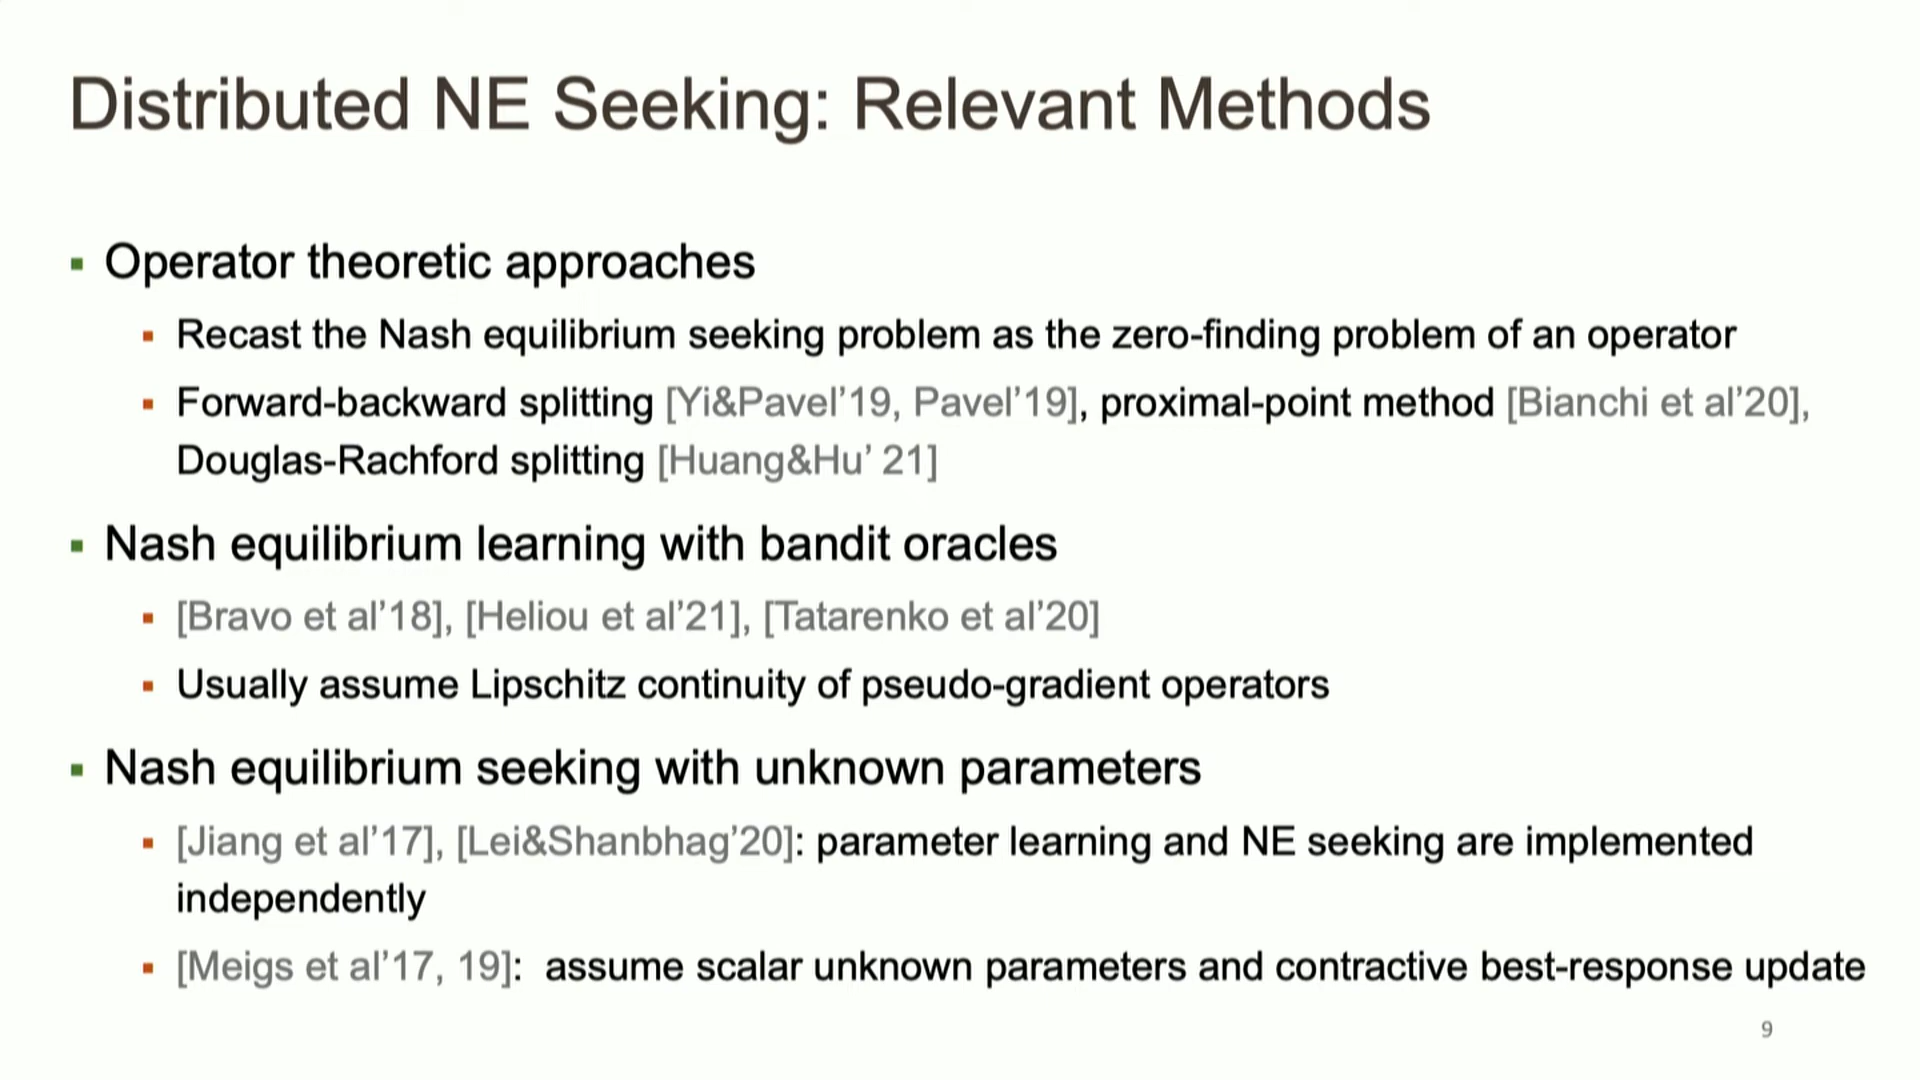 Distributed NE Seeking: Relevant Methods
▪ Operator theoretic approaches
▪ Recast the Nash equilibrium seeking problem as the zero-finding problem of an operator
▪ Forward-backward splitting [Yi&Pavel’19, Pavel’19], proximal-point method [Bianchi et al’20],
Douglas-Rachford splitting [Huang&Hu’ 21]
▪ Nash equilibrium learning with bandit oracles
▪ [Bravo et al’18], [Heliou et al’21], [Tatarenko et al’20]
▪ Usually assume Lipschitz continuity of pseudo-gradient operators
▪ Nash equilibrium seeking with unknown parameters
▪ [Jiang et al’17], [Lei&Shanbhag’20]: parameter learning and NE seeking are implemented
independently
▪ [Meigs et al’17, 19]: assume scalar unknown parameters and contractive best-response update
9